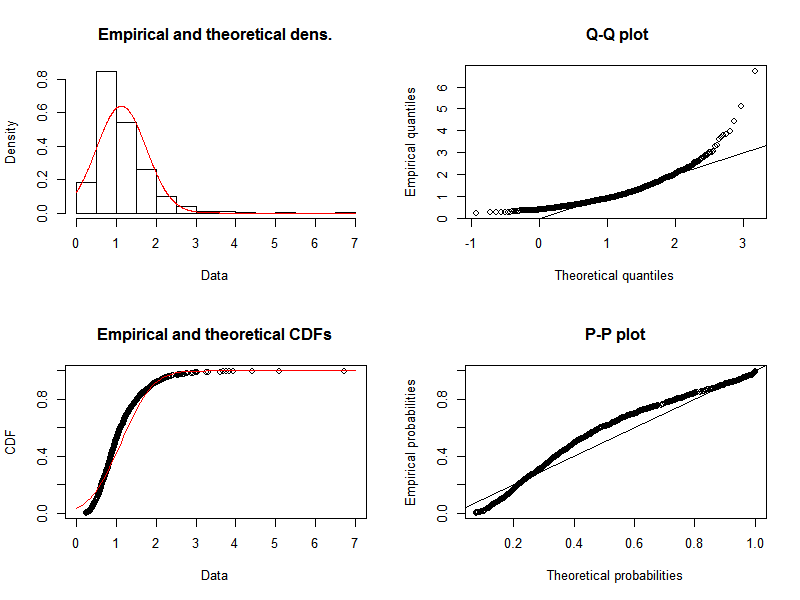 Empirical and theoretical dens.
Density
0.0 0.2 0.4 0.6 0.8
0 1 2 3 4 5 6 7
Data
Q-Q plot
Empirical quantiles
0 1 2 3 4 5 6
-1 0 1 2 3
Theoretical quantiles
Empirical and theoretical CDFs
CDF
0.0 0.4 0.8
0 1 2 3 4 5 6 7
Data
P-P plot
Empirical probabilities
0.0 0.4 0.8
0.2 0.4 0.6 0.8 1.0
Theoretical probabilities